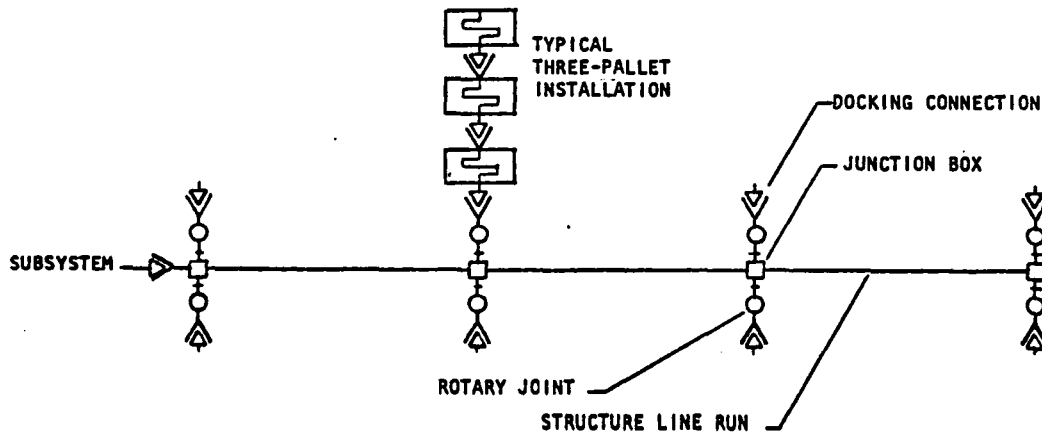 TYPICAL
THREE-PALLET
INSTALLATION
DOCKING CONNECTION
JUNCTION BOX
SUBSYSTEM
ROTARY JOINT
STRUCTURE LINE RUN